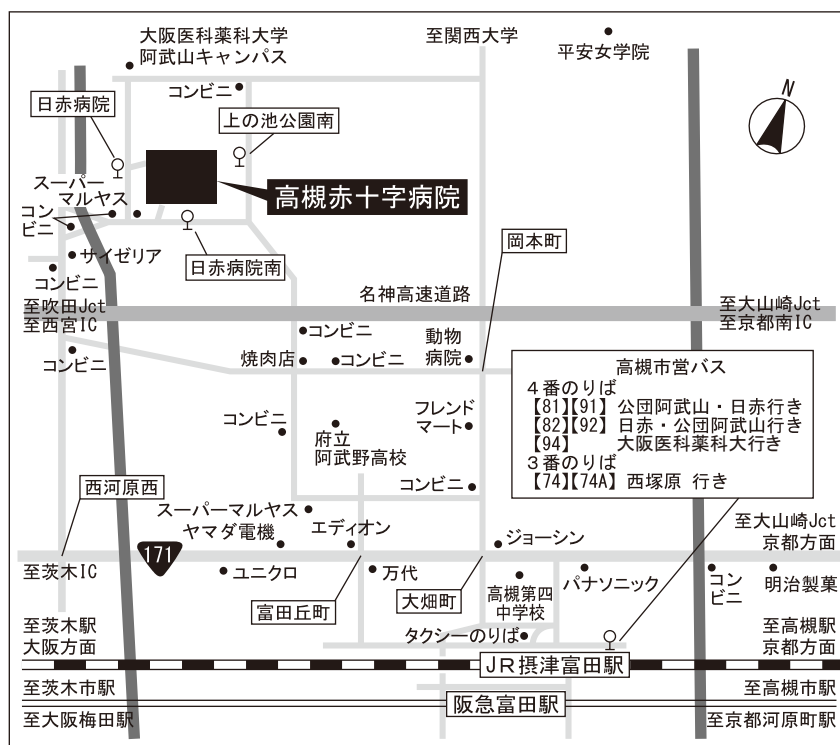 大阪医科薬科大学
阿武山キャンパス
至関西大学
平安女学院
コンビニ
日赤病院
上の池公園南
N
スーパー
マルヤス
高槻赤十字病院
コン
ビニ
サイゼリア
日赤病院南
岡本町
コンビニ
名神高速道路
至吹田Jct
至西宮IC
至大山崎Jct
至京都南IC
コンビニ
動物
病院
焼肉店
コンビニ
コンビニ
高槻市営バス
4番のりば
【81】【91】公団阿武山・日赤行き
【82】【92】日赤・公団阿武山行き
【94】 大阪医科薬科大行き
3番のりば
【74】【74A】西塚原 行き
フレンド
マート
コンビニ
府立
阿武野高校
コンビニ
西河原西
スーパーマルヤス
ヤマダ電機
エディオン
ジョーシン
至大山崎Jct
京都方面
171
至茨木IC
ユニクロ
万代
高槻第四
中学校
パナソニック
コン
ビニ
明治製菓
富田丘町
大畑町
至茨木駅
大阪方面
タクシーのりば
至高槻駅
京都方面
JR摂津富田駅
至茨木市駅
至高槻市駅
阪急富田駅
至大阪梅田駅
至京都河原町駅